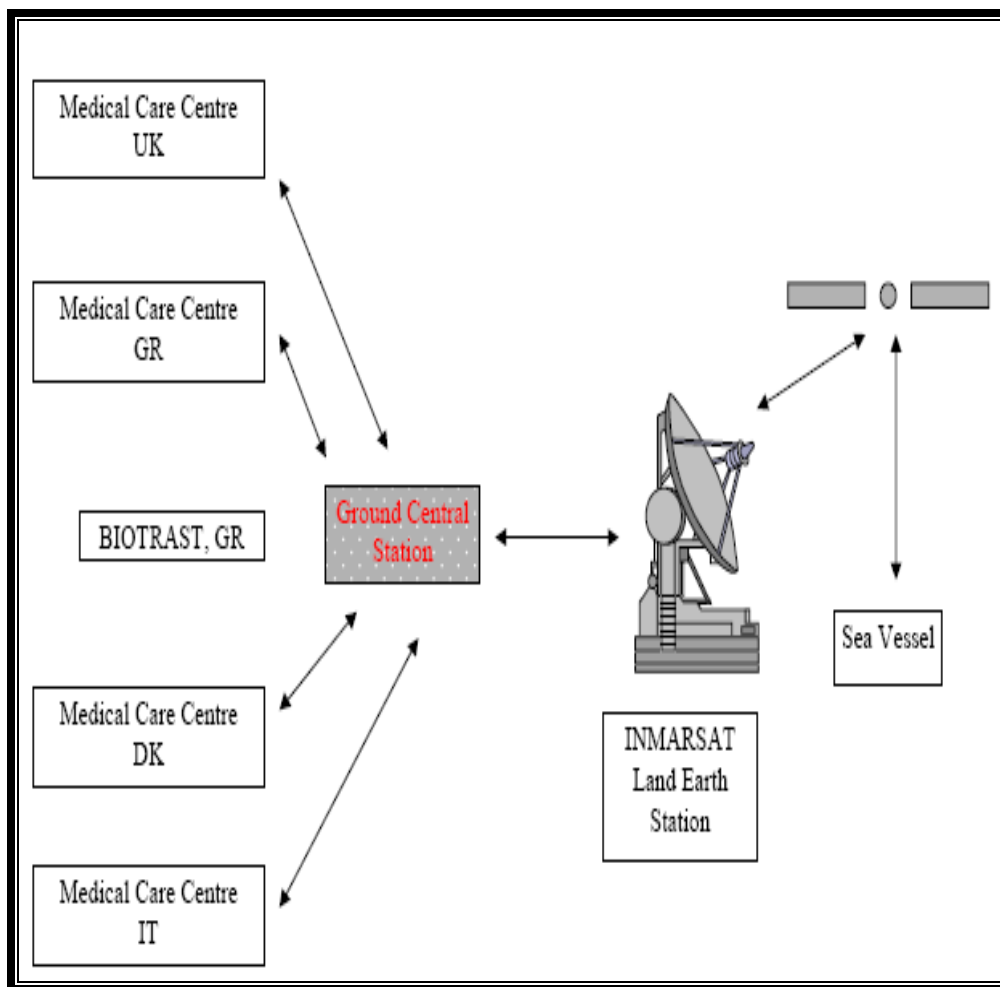 Medical Care Centre
UK
Medical Care Centre
GR
BIOTRAST, GR
Ground Central
Station
Medical Care Centre
DK
Medical Care Centre
IT
INMARSAT
Land Earth
Station
Sea Vessel